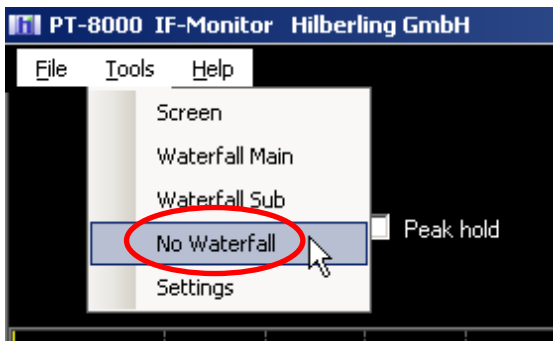 PT-8000 IF-Monitor Hilberling GmbH
File Tools Help
Screen
Waterfall Main
Waterfall Sub
No Waterfall
Peak hold
Settings